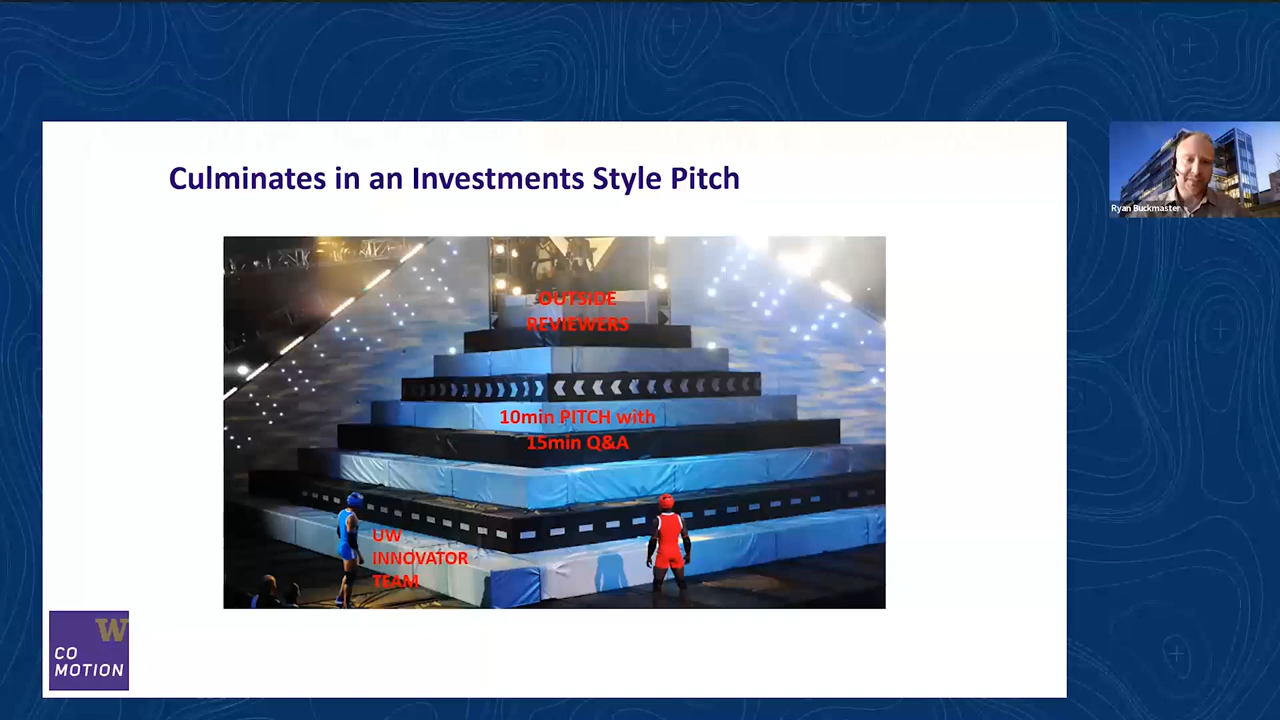 Culminates in an Investments Style Pitch
OUTSIDE
REVIEWERS
10min PITCH with
15min Q&A
UW
INNOVATOR
TEAM
W
CO
MOTION
Ryan Buckmaster